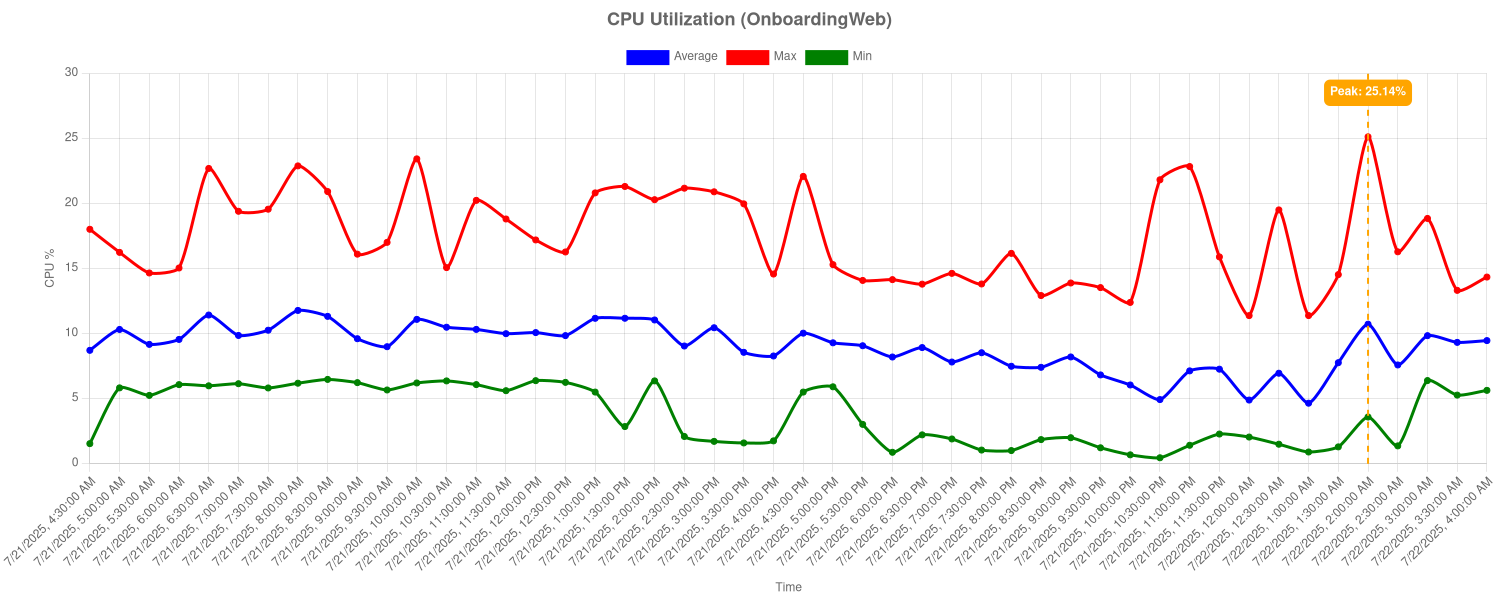 CPU Utilization (OnboardingWeb)
Average Max Min
30
Peak: 25.14%
25
20
15
10
5
0
CPU %
7/21/2025, 4:30:00 AM
7/21/2025, 5:00:00 AM
7/21/2025, 5:30:00 AM
7/21/2025, 6:00:00 AM
7/21/2025, 6:30:00 AM
7/21/2025, 7:00:00 AM
7/21/2025, 7:30:00 AM
7/21/2025, 8:00:00 AM
7/21/2025, 8:30:00 AM
7/21/2025, 9:00:00 AM
7/21/2025, 9:30:00 AM
7/21/2025, 10:00:00 AM
7/21/2025, 10:30:00 AM
7/21/2025, 11:00:00 AM
7/21/2025, 11:30:00 AM
7/21/2025, 12:00:00 PM
7/21/2025, 12:30:00 PM
7/21/2025, 1:00:00 PM
7/21/2025, 1:30:00 PM
7/21/2025, 2:00:00 PM
7/21/2025, 2:30:00 PM
7/21/2025, 3:00:00 PM
7/21/2025, 3:30:00 PM
7/21/2025, 4:00:00 PM
7/21/2025, 4:30:00 PM
7/21/2025, 5:00:00 PM
7/21/2025, 5:30:00 PM
7/21/2025, 6:00:00 PM
7/21/2025, 6:30:00 PM
7/21/2025, 7:00:00 PM
7/21/2025, 7:30:00 PM
7/21/2025, 8:00:00 PM
7/21/2025, 8:30:00 PM
7/21/2025, 9:00:00 PM
7/21/2025, 9:30:00 PM
7/21/2025, 10:00:00 PM
7/21/2025, 10:30:00 PM
7/21/2025, 11:00:00 PM
7/21/2025, 11:30:00 PM
7/22/2025, 12:00:00 AM
7/22/2025, 12:30:00 AM
7/22/2025, 1:00:00 AM
7/22/2025, 1:30:00 AM
7/22/2025, 2:00:00 AM
7/22/2025, 2:30:00 AM
7/22/2025, 3:00:00 AM
7/22/2025, 3:30:00 AM
7/22/2025, 4:00:00 AM
Time